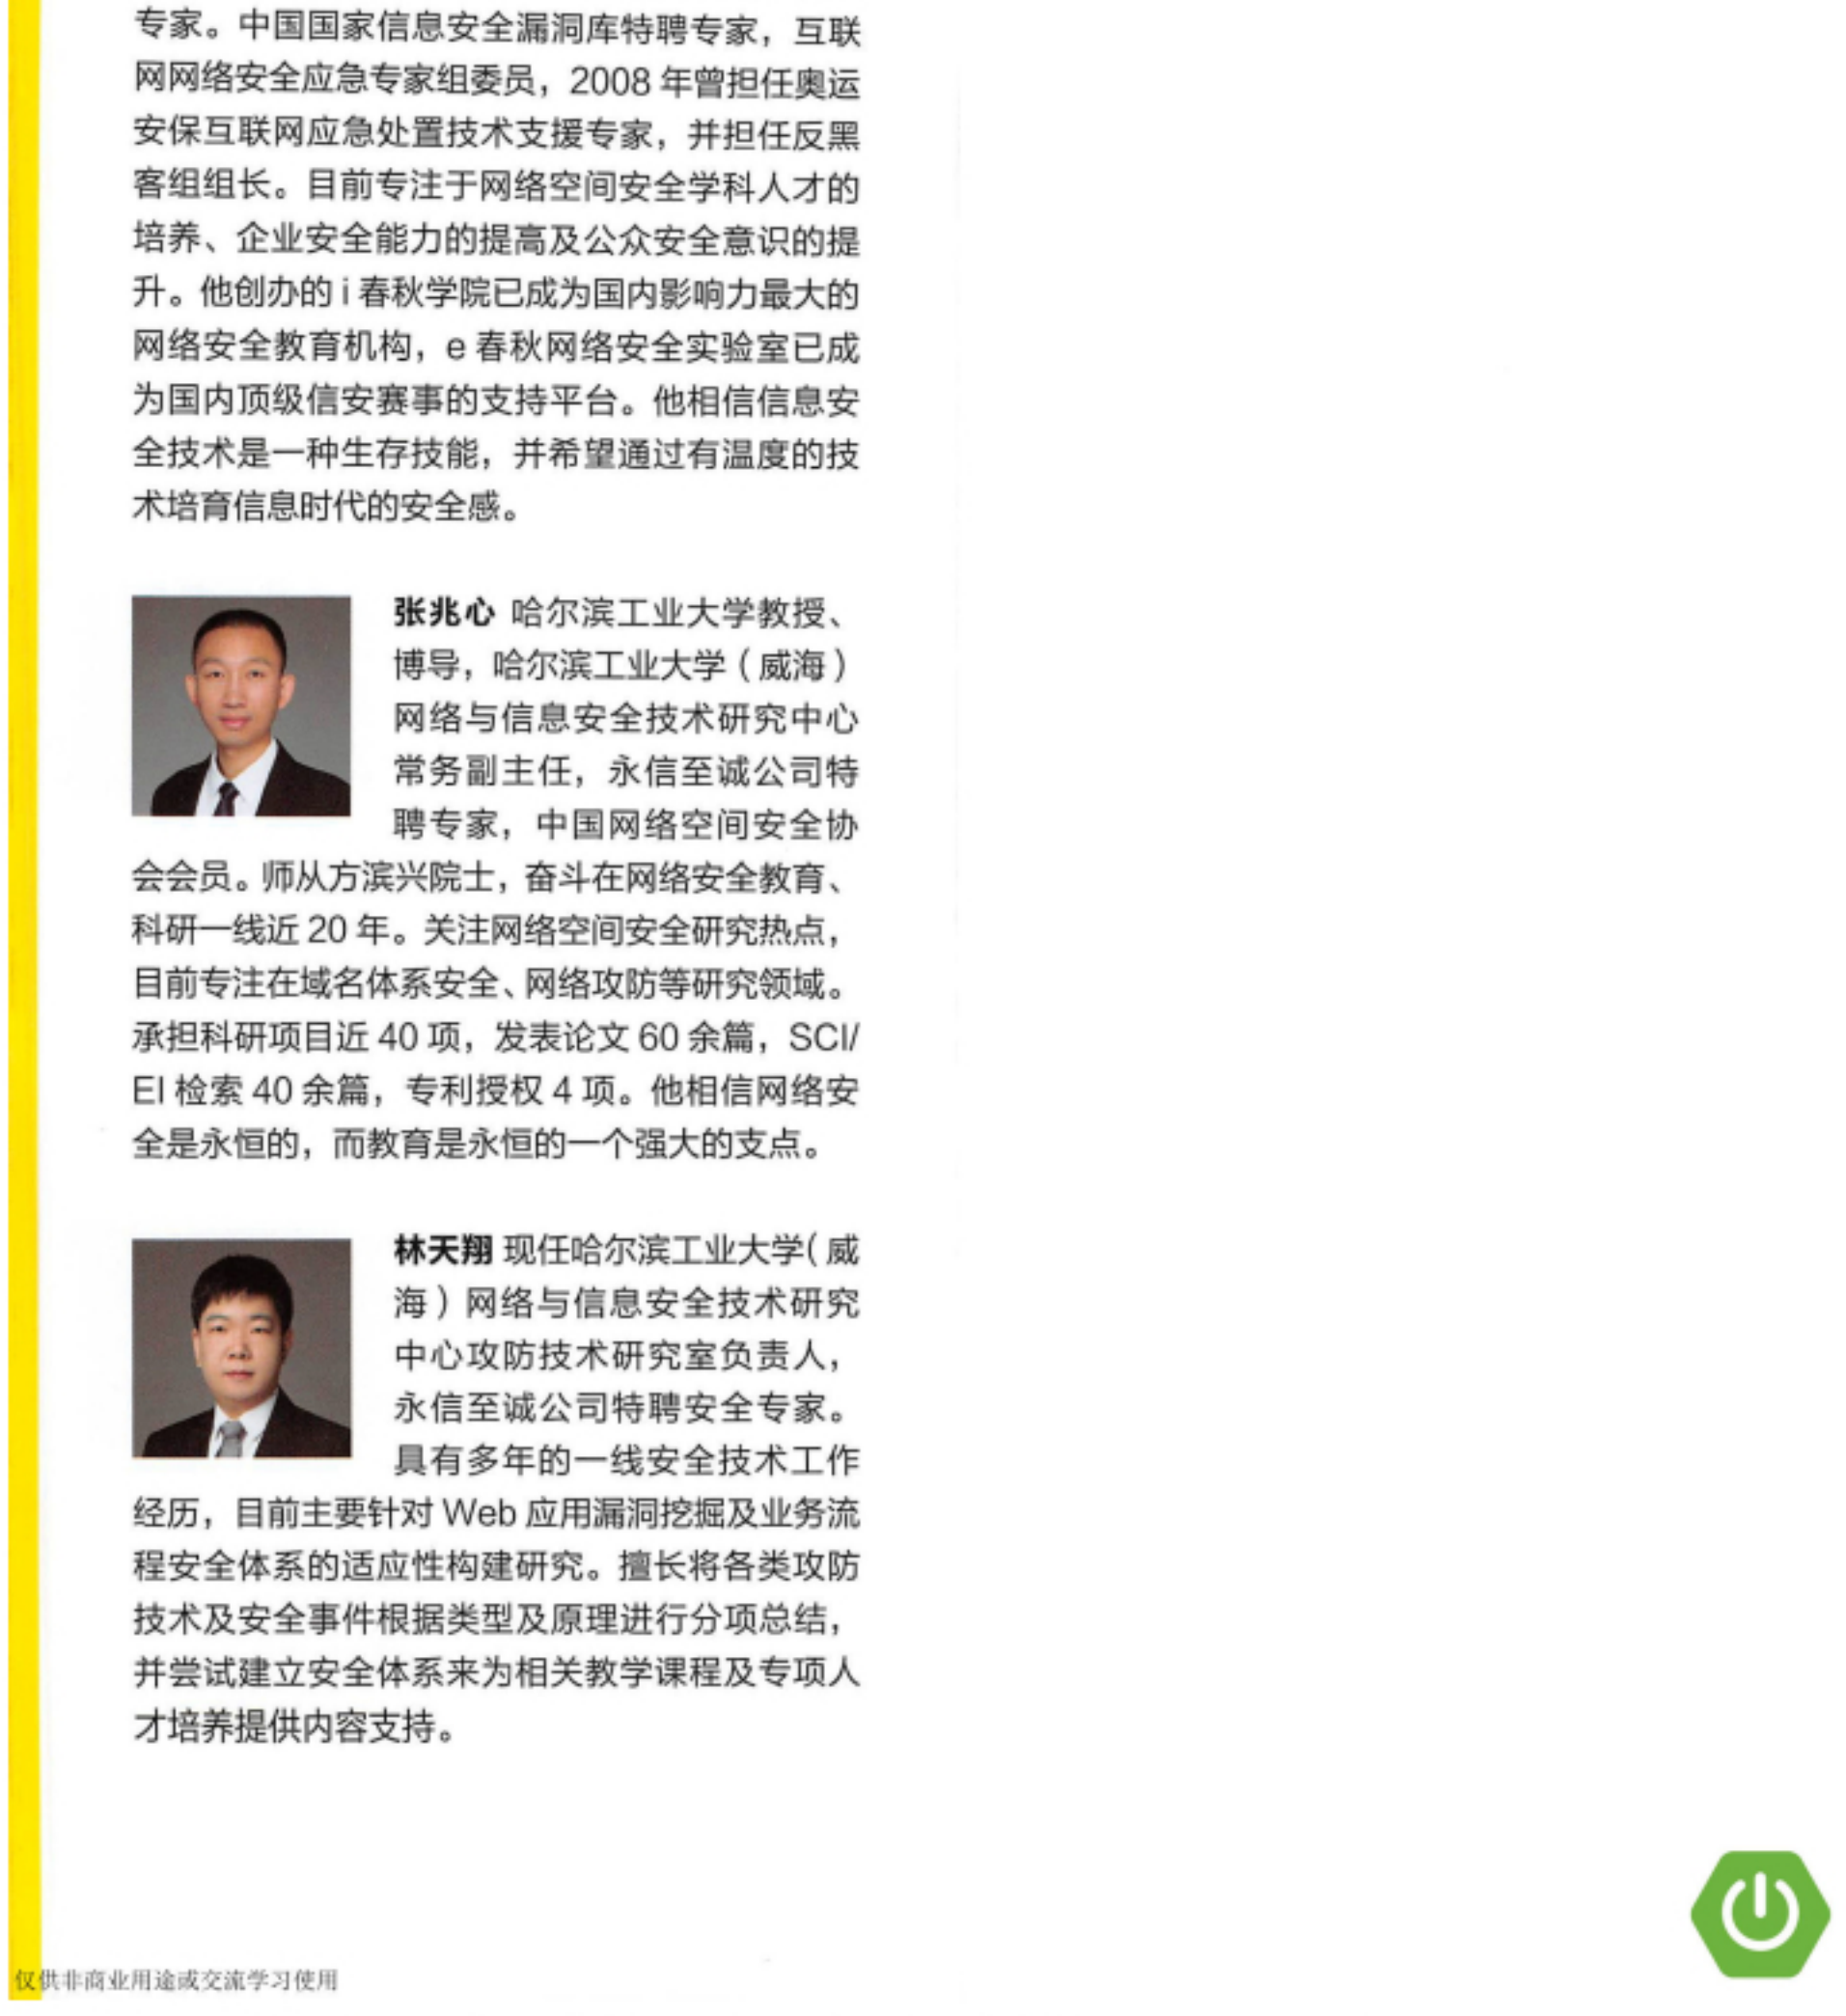 专家。中国国家信息安全漏洞库特聘专家，互联
网网络安全应急专家组委员，2008 年曾担任奥运
安保互联网应急处置技术支援专家，并担任反黑
客组组长。目前专注于网络空间安全学科人才的
培养、企业安全能力的提高及公众安全意识的提
升。他创办的 i 春秋学院已成为国内影响力最大的
网络安全教育机构，e 春秋网络安全实验室已成
为国内顶级信安赛事的支持平台。他相信信息安
全技术是一种生存技能，并希望通过有温度的技
术培育信息时代的安全感。
张兆心 哈尔滨工业大学教授、
博导，哈尔滨工业大学（威海）
网络与信息安全技术研究中心
常务副主任，永信至诚公司特
聘专家，中国网络空间安全协
会会员。师从方滨兴院士，奋斗在网络安全教育、
科研一线近 20 年。关注网络空间安全研究热点，
目前专注在域名体系安全、网络攻防等研究领域。
承担科研项目近 40 项，发表论文 60 余篇，SCI/
EI 检索 40 余篇，专利授权 4 项。他相信网络安
全是永恒的，而教育是永恒的一个强大的支点。
林天翔 现任哈尔滨工业大学（威
海）网络与信息安全技术研究
中心攻防技术研究室负责人，
永信至诚公司特聘安全专家。
具有多年的一线安全技术工作
经历，目前主要针对 Web 应用漏洞挖掘及业务流
程安全体系的适应性构建研究。擅长将各类攻防
技术及安全事件根据类型及原理进行分项总结，
并尝试建立安全体系来为相关教学课程及专项人
才培养提供内容支持。
仅供非商业用途或交流学习使用